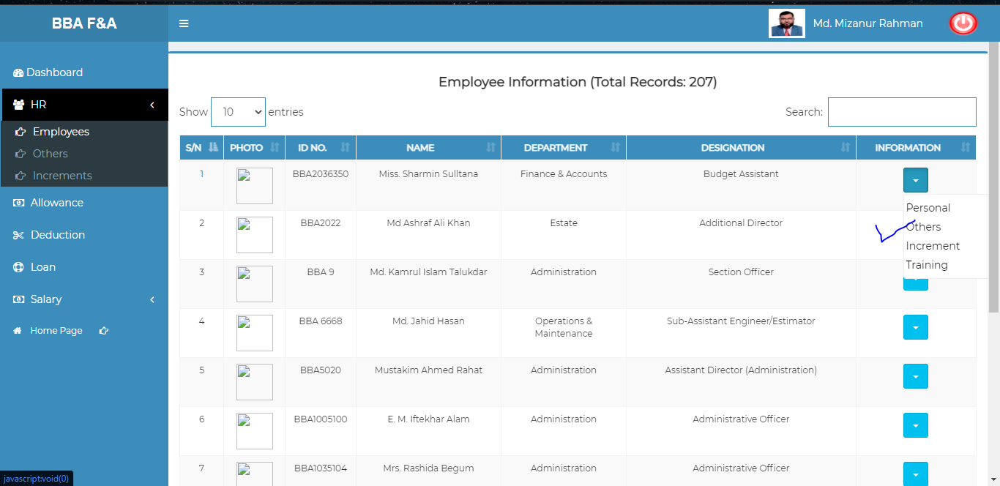 BBA F&A
Md. Mizanur Rahman
Dashboard
HR
Employees
Others
Increments
Allowance
Deduction
Loan
Salary
Home Page
Employee Information (Total Records: 207)
Show 10 entries
Search:
S/N PHOTO ID NO. NAME DEPARTMENT DESIGNATION INFORMATION
1 BBA2036350 Miss. Sharmin Sulltana Finance & Accounts Budget Assistant
Personal
Others
Increment
Training
2 BBA2022 Md Ashraf Ali Khan Estate Additional Director
3 BBA 9 Md. Kamrul Islam Talukdar Administration Section Officer
4 BBA 6668 Md. Jahid Hasan Operations & Sub-Assistant Engineer/Estimator
Maintenance
5 BBA5020 Mustakim Ahmed Rahat Administration Assistant Director (Administration)
6 BBA1005100 E. M. Iftekhar Alam Administration Administrative Officer
7 BBA1035104 Mrs. Rashida Begum Administration Administrative Officer
javascript:void(0)